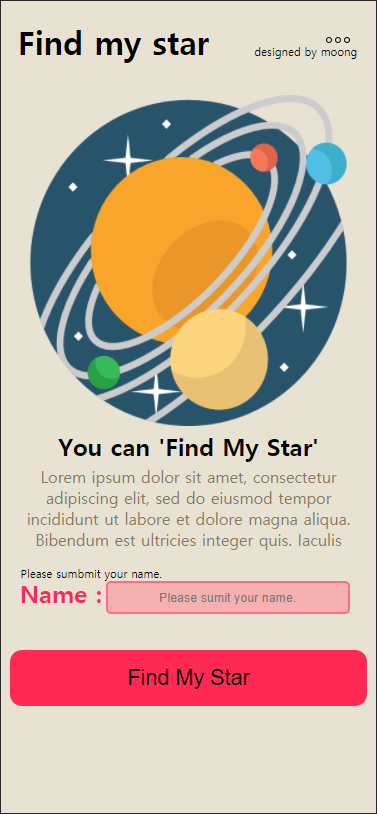 Find my star
designed by moong
You can 'Find My Star'
Lorem ipsum dolor sit amet, consectetur
adipiscing elit, sed do eiusmod tempor
incididunt ut labore et dolore magna aliqua.
Bibendum est ultricies integer quis. Iaculis
Please sumbmit your name.
Name :
Please sumit your name.
Find My Star